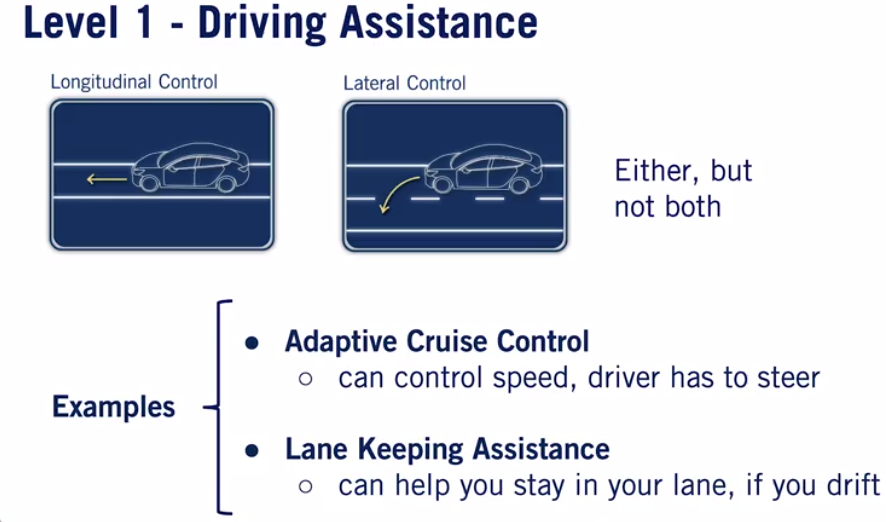 Level 1 - Driving Assistance
Longitudinal Control
Lateral Control
Either, but
not both
Examples
● Adaptive Cruise Control
○ can control speed, driver has to steer
● Lane Keeping Assistance
○ can help you stay in your lane, if you drift